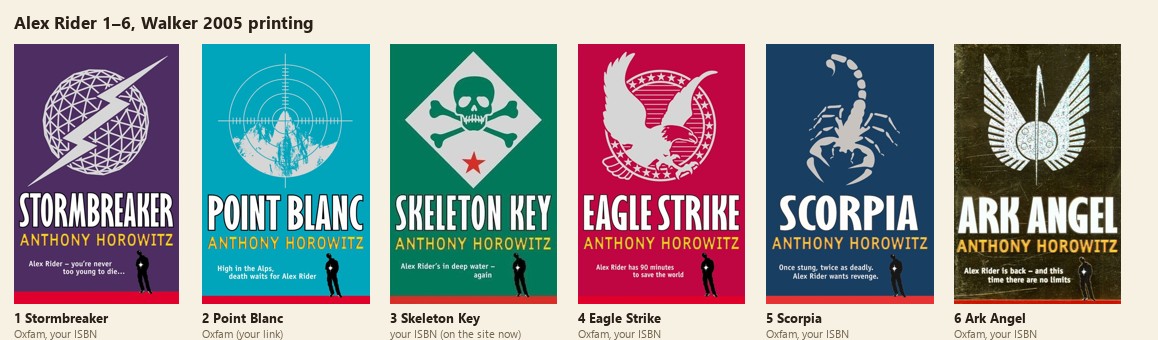 Alex Rider 1–6, Walker 2005 printing
STORMBREAKER
ANTHONY HOROWITZ
Alex Rider – you're never
too young to die...
1 Stormbreaker
Oxfam, your ISBN
POINT BLANC
ANTHONY HOROWITZ
High in the Alps,
death waits for Alex Rider
2 Point Blanc
Oxfam (your link)
SKELETON KEY
ANTHONY HOROWITZ
Alex Rider's in deep water –
again
3 Skeleton Key
your ISBN (on the site now)
EAGLE STRIKE
ANTHONY HOROWITZ
Alex Rider has 90 minutes
to save the world
4 Eagle Strike
Oxfam, your ISBN
SCORPIA
ANTHONY HOROWITZ
Once stung, twice as deadly.
Alex Rider wants revenge.
5 Scorpia
Oxfam, your ISBN
ARK ANGEL
ANTHONY HOROWITZ
Alex Rider is back – and this
time there are no limits
6 Ark Angel
Oxfam, your ISBN